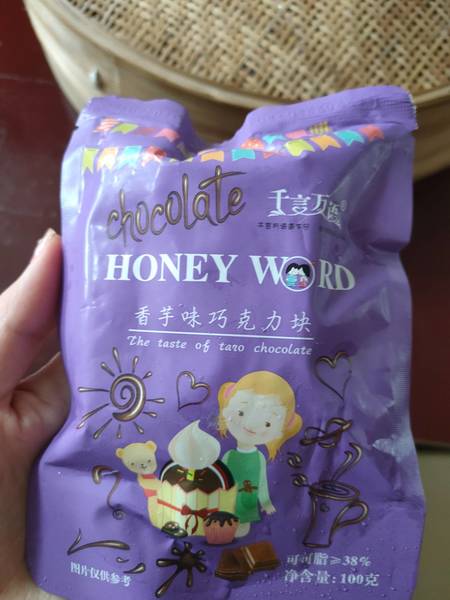 chocolate
千言万语®
HONEY WORD
香芋味巧克力块
The taste of taro chocolate
可可脂≥38%
图片仅供参考
净含量: 100克